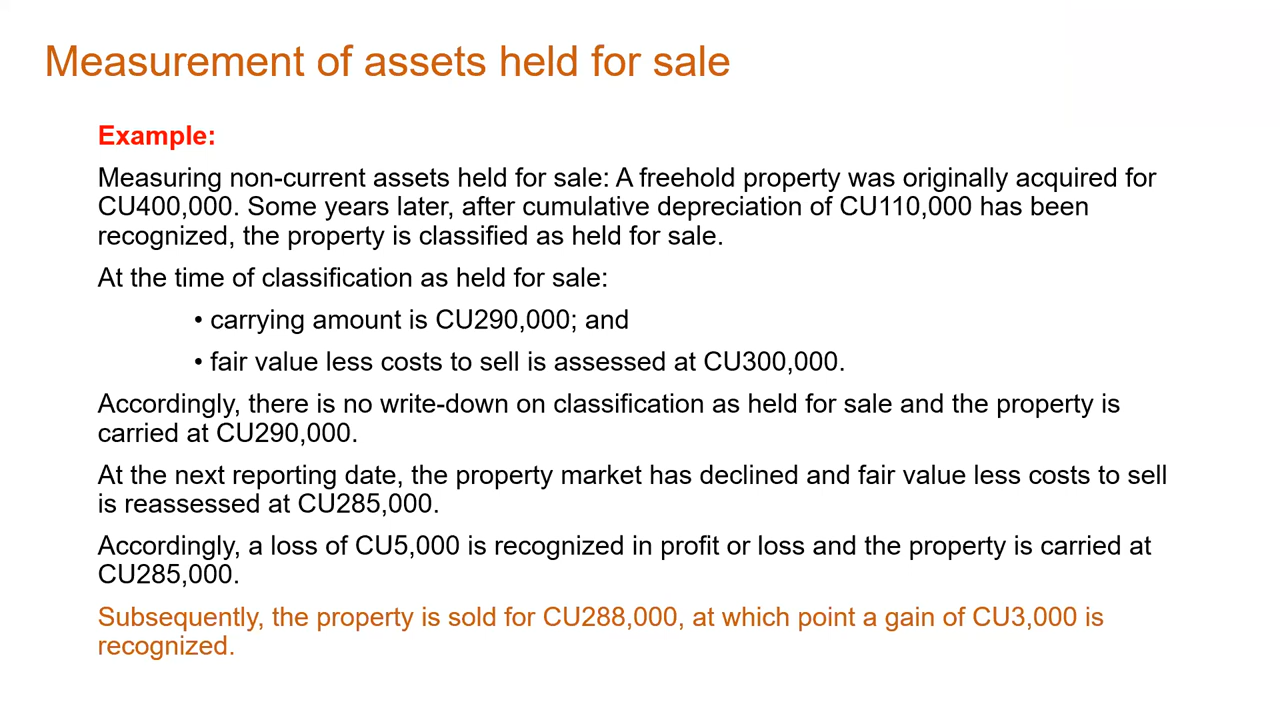 Measurement of assets held for sale
Example:
Measuring non-current assets held for sale: A freehold property was originally acquired for
CU400,000. Some years later, after cumulative depreciation of CU110,000 has been
recognized, the property is classified as held for sale.
At the time of classification as held for sale:
• carrying amount is CU290,000; and
• fair value less costs to sell is assessed at CU300,000.
Accordingly, there is no write-down on classification as held for sale and the property is
carried at CU290,000.
At the next reporting date, the property market has declined and fair value less costs to sell
is reassessed at CU285,000.
Accordingly, a loss of CU5,000 is recognized in profit or loss and the property is carried at
CU285,000.
Subsequently, the property is sold for CU288,000, at which point a gain of CU3,000 is
recognized.